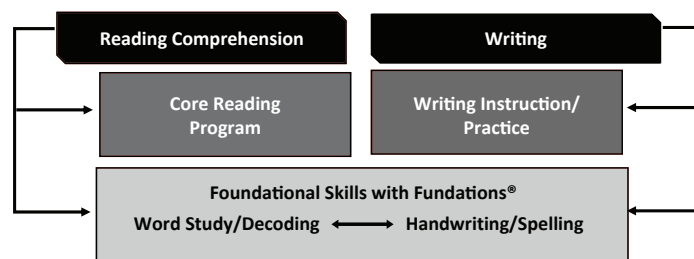 Reading Comprehension
Writing
Core Reading
Program
Writing Instruction/
Practice
Foundational Skills with Fundations®
Word Study/Decoding Handwriting/Spelling